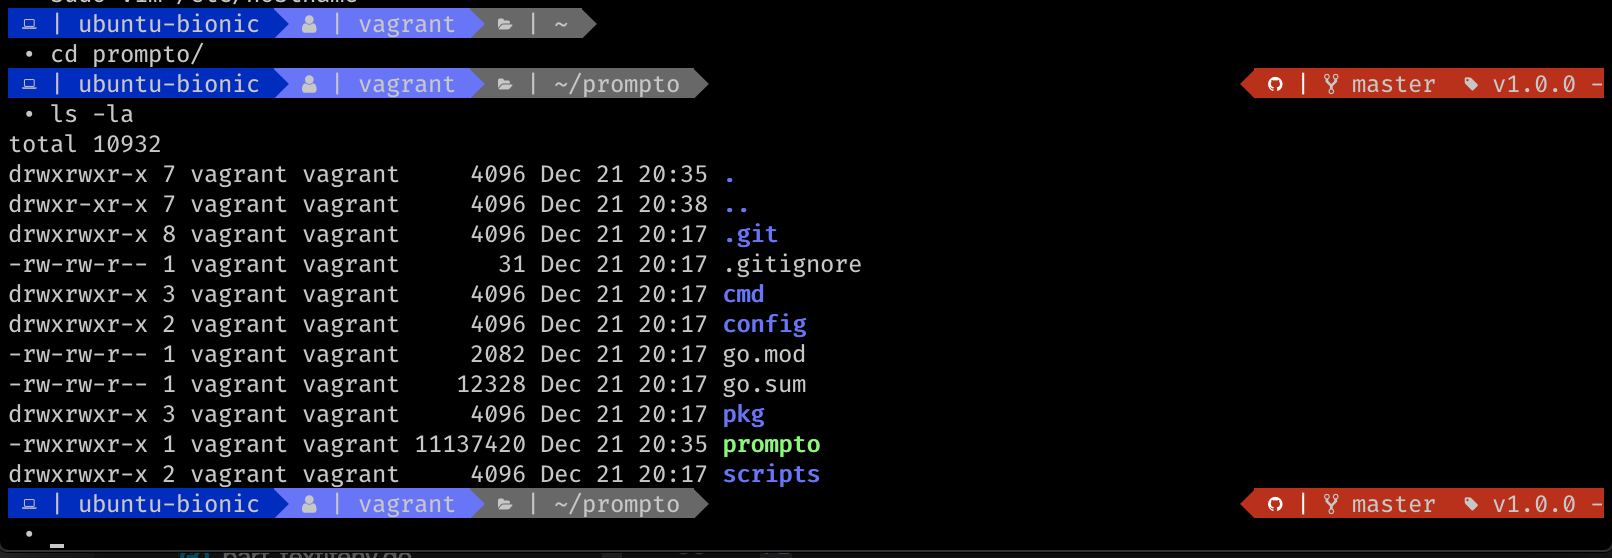 sudo vim /etc/hostname
| ubuntu-bionic | vagrant | ~
• cd prompto/
| ubuntu-bionic | vagrant | ~/prompto | master v1.0.0 -
• ls -la
total 10932
drwxrwxr-x 7 vagrant vagrant 4096 Dec 21 20:35 .
drwxr-xr-x 7 vagrant vagrant 4096 Dec 21 20:38 ..
drwxrwxr-x 8 vagrant vagrant 4096 Dec 21 20:17 .git
-rw-rw-r-- 1 vagrant vagrant 31 Dec 21 20:17 .gitignore
drwxrwxr-x 3 vagrant vagrant 4096 Dec 21 20:17 cmd
drwxrwxr-x 2 vagrant vagrant 4096 Dec 21 20:17 config
-rw-rw-r-- 1 vagrant vagrant 2082 Dec 21 20:17 go.mod
-rw-rw-r-- 1 vagrant vagrant 12328 Dec 21 20:17 go.sum
drwxrwxr-x 3 vagrant vagrant 4096 Dec 21 20:17 pkg
-rwxrwxr-x 1 vagrant vagrant 11137420 Dec 21 20:35 prompto
drwxrwxr-x 2 vagrant vagrant 4096 Dec 21 20:17 scripts
| ubuntu-bionic | vagrant | ~/prompto | master v1.0.0 -
• _